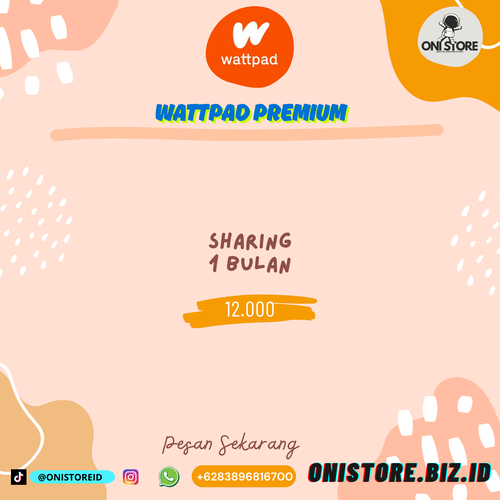 wattpad
ONI STORE
WATTPAD PREMIUM
SHARING
1 BULAN
12.000
Pesan Sekarang
@ONISTOREID
+6283896816700
ONISTORE.BIZ.ID